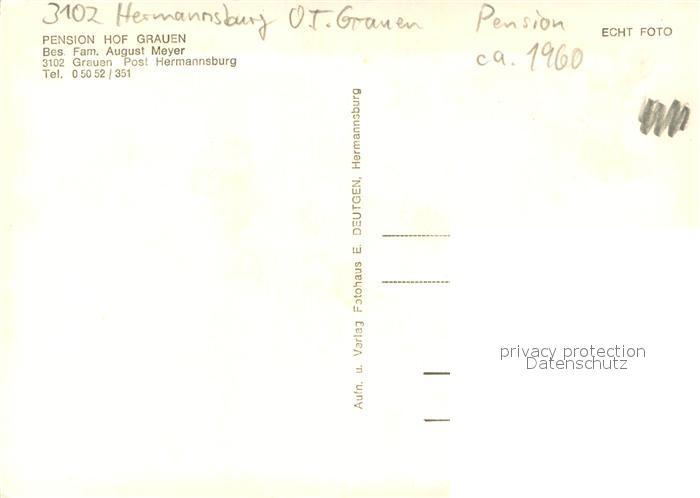 3102 Hermannsburg OT. Grauen Pension
ca. 1960
PENSION HOF GRAUEN
Bes. Fam. August Meyer
3102 Grauen Post Hermannsburg
Tel. 0 50 52 / 351
ECHT FOTO
Aufn. u. Verlag Fotohaus E. DEUTGEN, Hermannsburg
privacy protection
Datenschutz